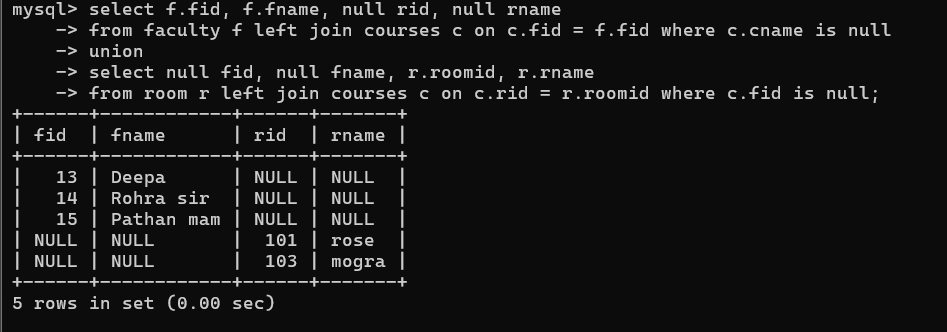 mysql> select f.fid, f.fname, null rid, null rname
    -> from faculty f left join courses c on c.fid = f.fid where c.cname is null
    -> union
    -> select null fid, null fname, r.roomid, r.rname
    -> from room r left join courses c on c.rid = r.roomid where c.fid is null;
+------+------------+------+-------+
| fid  | fname      | rid  | rname |
+------+------------+------+-------+
|   13 | Deepa      | NULL | NULL  |
|   14 | Rohra sir  | NULL | NULL  |
|   15 | Pathan mam | NULL | NULL  |
| NULL | NULL       |  101 | rose  |
| NULL | NULL       |  103 | mogra |
+------+------------+------+-------+
5 rows in set (0.00 sec)